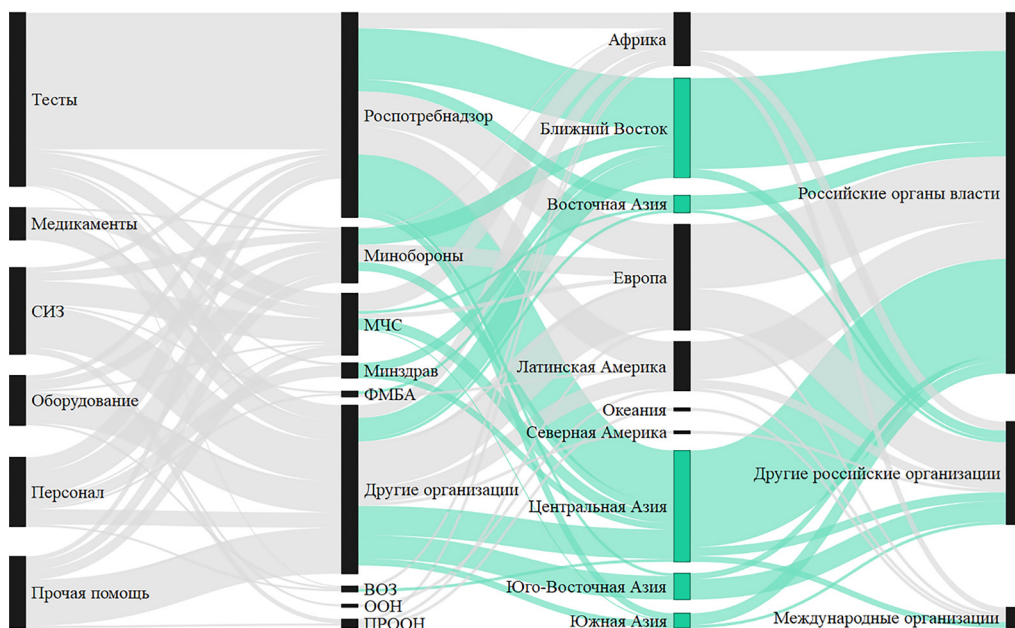 Тесты
Медикаменты
СИЗ
Оборудование
Персонал
Прочая помощь
Роспотребнадзор
Минобороны
МЧС
Минздрав
ФМБА
Другие организации
ВОЗ
ООН
ПРООН
Африка
Ближний Восток
Восточная Азия
Европа
Латинская Америка
Океания
Северная Америка
Центральная Азия
Юго-Восточная Азия
Южная Азия
Российские органы власти
Другие российские организации
Международные организации